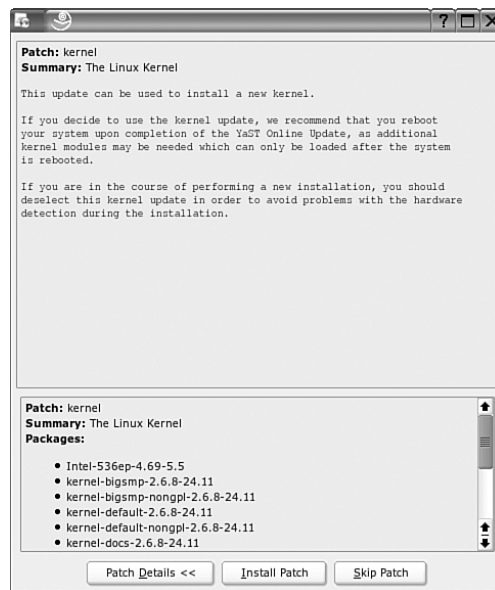 ?
Patch: kernel
Summary: The Linux Kernel
This update can be used to install a new kernel.
If you decide to use the kernel update, we recommend that you reboot
your system upon completion of the YaST Online Update, as additional
kernel modules may be needed which can only be loaded after the system
is rebooted.
If you are in the course of performing a new installation, you should
deselect this kernel update in order to avoid problems with the hardware
detection during the installation.
Patch: kernel
Summary: The Linux Kernel
Packages:
• Intel-536ep-4.69-5.5
• kernel-bigsmp-2.6.8-24.11
• kernel-bigsmp-nongpl-2.6.8-24.11
• kernel-default-2.6.8-24.11
• kernel-default-nongpl-2.6.8-24.11
• kernel-docs-2.6.8-24.11
Patch Details << Install Patch Skip Patch